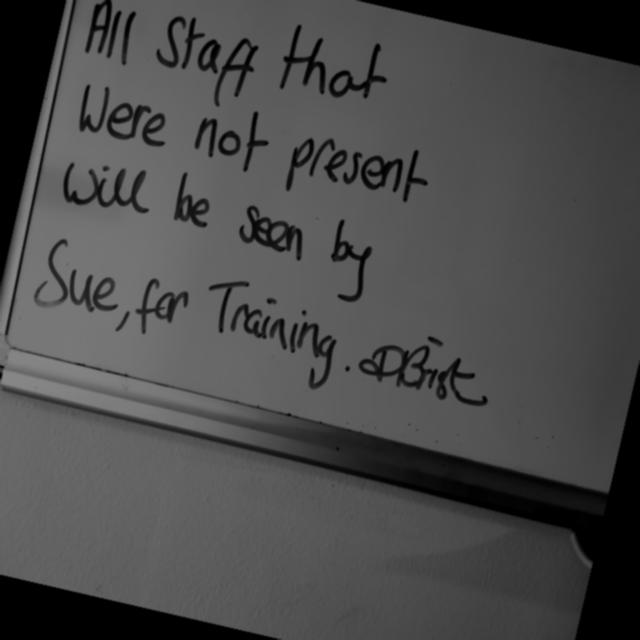 All Staff that
Were not present
will be seen by
Sue, for Training.